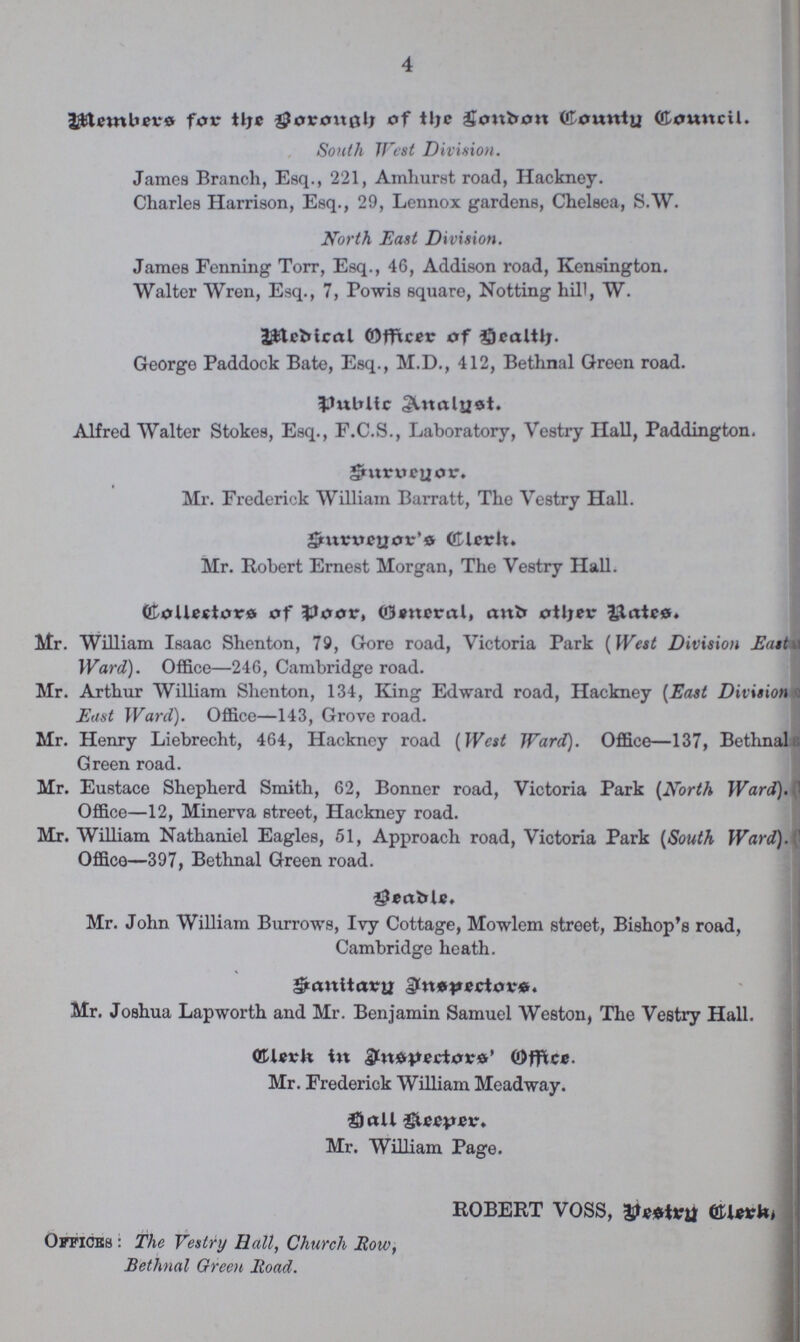 4
Members for the Borough of the London County Council.
South West Division.
James Branch, Esq., 221, Amhurst road, Hackney.
Charles Harrison, Esq., 29, Lennox gardens, Chelsea, S.W.
North East Division.
James Fenning Torr, Esq., 46, Addison road, Kensington.
Walter Wren, Esq., 7, Powis square, Notting hill, W.
Medical Officer of Health.
George Paddock Bate, Esq., M.D., 412, Bethnal Green road.
Public Analyst.
Alfred Walter Stokes, Esq., F.C.S., Laboratory, Vestry Hall, Paddington.
Surveyor.
Mr. Frederick William Barratt, The Vestry Hall.
Surveyor's Clerk.
Mr. Robert Ernest Morgan, The Vestry Hall.
Collectors of Poor, General, and other Rates.
Mr. William Isaac Shenton, 79, Gore road, Victoria Park (West Division East
Ward). Office—246, Cambridge road.
Mr. Arthur William Shenton, 134, King Edward road, Hackney (East Division
East Ward). Office—143, Grove road.
Mr. Henry Liebrecht, 464, Hackney road (West Ward). Office—137, Bethnal
Green road.
Mr. Eustace Shepherd Smith, 62, Bonner road, Victoria Park (North Ward).
Office—12, Minerva street, Hackney road.
Mr. William Nathaniel Eagles, 51, Approach road, Victoria Park (South Ward).
Office—397, Bethnal Green road.
Beadle.
Mr. John William Burrows, Ivy Cottage, Mowlem street, Bishop's road,
Cambridge heath.
Sanitary Inspectors.
Mr. Joshua Lapworth and Mr. Benjamin Samuel Weston, The Vestry Hall.
Clerk in Inspectors' Office.
Mr. Frederick William Meadway.
Hall Keeper.
Mr. William Page.
ROBERT VOSS, Vestry Clerk,
OFFICES: The Vestry Hall, Church Row,
Bethnal Green Road.